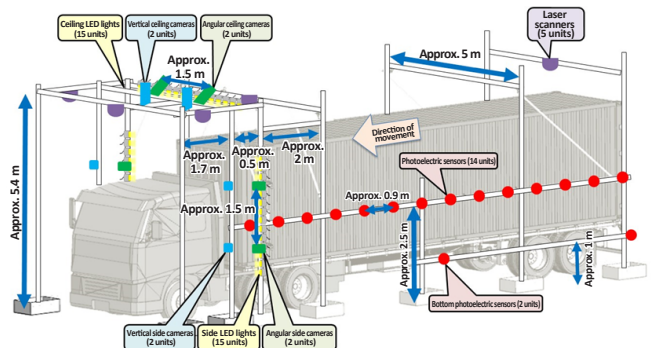 Ceiling LED lights
(15 units)
Vertical ceiling cameras
(2 units)
Angular ceiling cameras
(2 units)
Laser
scanners
(5 units)
Approx.
1.5 m
Approx. 5 m
Direction of
movement
Approx.
1.7 m
Approx.
0.5 m
Approx.
2 m
Photoelectric sensors (14 units)
Approx. 5.4 m
Approx. 1.5 m
Approx. 0.9 m
Approx. 2.5 m
Approx. 1 m
Bottom photoelectric sensors (2 units)
Vertical side cameras
(2 units)
Side LED lights
(15 units)
Angular side cameras
(2 units)